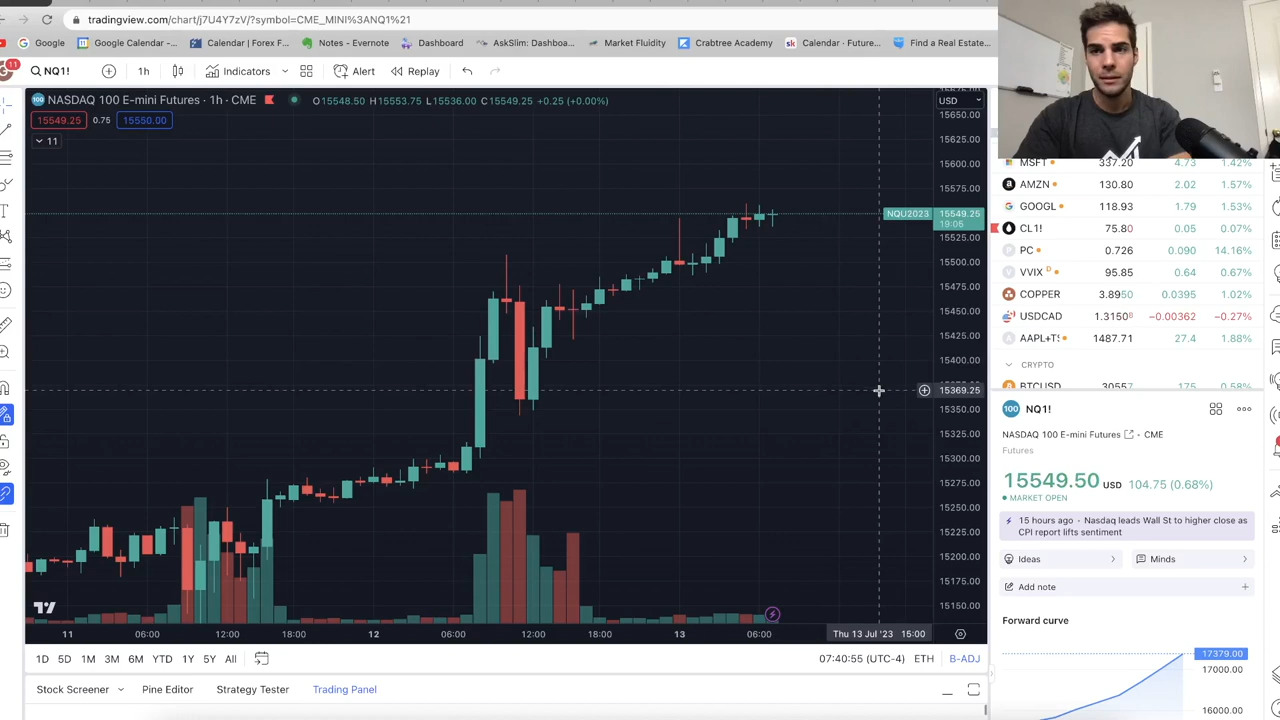 tradingview.com/chart/j7U4Y7zV/?symbol=CME_MINI%3ANQ1%21
Google
Google Calendar -...
Calendar | Forex F...
Notes - Evernote
Dashboard
AskSlim: Dashboa...
Market Fluidity
Crabtree Academy
sk Calendar · Future...
Find a Real Estate...
11
NQ1!
1h
Indicators
Alert
Replay
100 NASDAQ 100 E-mini Futures · 1h · CME
O15548.50 H15553.75 L15536.00 C15549.25 +0.25 (+0.00%)
USD
15549.25 0.75 15550.00
11
15650.00
15625.00
15600.00
15575.00
NQU2023 15549.25
19:05
15525.00
15500.00
15475.00
15450.00
15425.00
15400.00
15369.25
15350.00
15325.00
15300.00
15275.00
15250.00
15225.00
15200.00
15175.00
15150.00
11 06:00 12:00 18:00 12 06:00 12:00 18:00 13 06:00 Thu 13 Jul '23 15:00
1D 5D 1M 3M 6M YTD 1Y 5Y All
07:40:55 (UTC-4) ETH B-ADJ
Stock Screener Pine Editor Strategy Tester Trading Panel
MSFT 337.20 4.73 1.42%
AMZN 130.80 2.02 1.57%
GOOGL 118.93 1.79 1.53%
CL1! 75.80 0.05 0.07%
PC 0.726 0.090 14.16%
VVIX D 95.85 0.64 0.67%
COPPER 3.8950 0.0395 1.02%
USDCAD 1.31508 −0.00362 −0.27%
AAPL+TS 1487.71 27.4 1.88%
CRYPTO
BTCUSD 30557 175 0.58%
100 NQ1!
NASDAQ 100 E-mini Futures · CME
Futures
15549.50 USD 104.75 (0.68%)
MARKET OPEN
15 hours ago · Nasdaq leads Wall St to higher close as
CPI report lifts sentiment
Ideas
Minds
Add note
Forward curve
17379.00
17000.00
16000.00